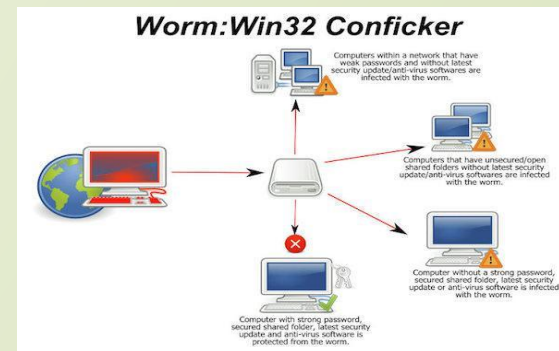 Worm:Win32 Conficker
Computers within a network that have
weak passwords and without latest
security update/anti-virus softwares are
infected with the worm.
Computers that have unsecured/open
shared folders without latest security
update/anti-virus softwares are infected
with the worm.
Computer without a strong password,
secured shared folder, latest security
update or anti-virus software is infected
with the worm.
Computer with strong password,
secured shared folder, latest security
update and anti-virus software is
protected from the worm.